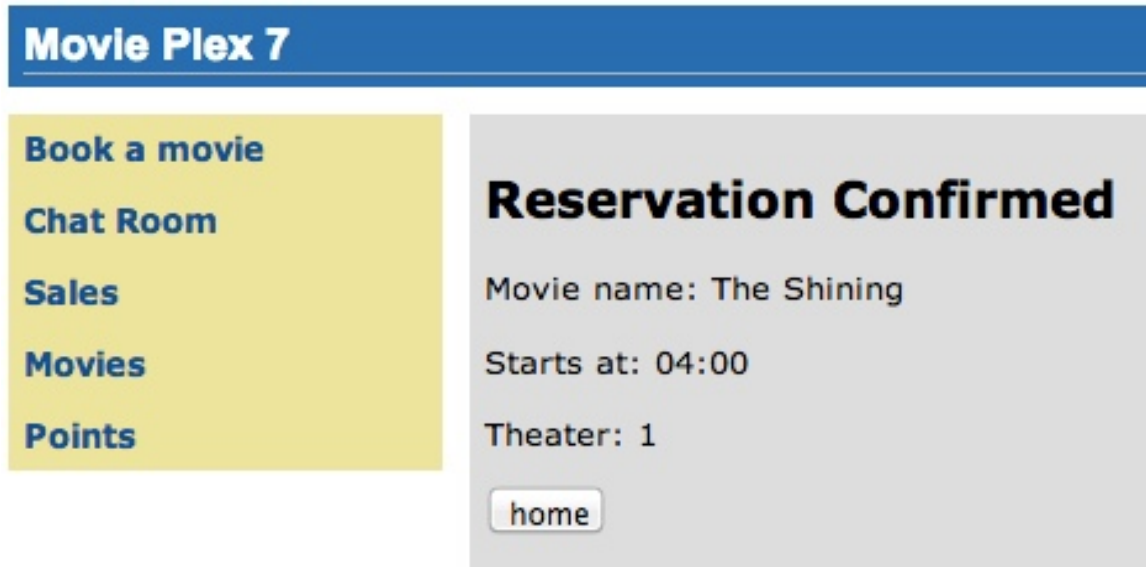 Movie Plex 7
Book a movie
Chat Room
Sales
Movies
Points
Reservation Confirmed
Movie name: The Shining
Starts at: 04:00
Theater: 1
home